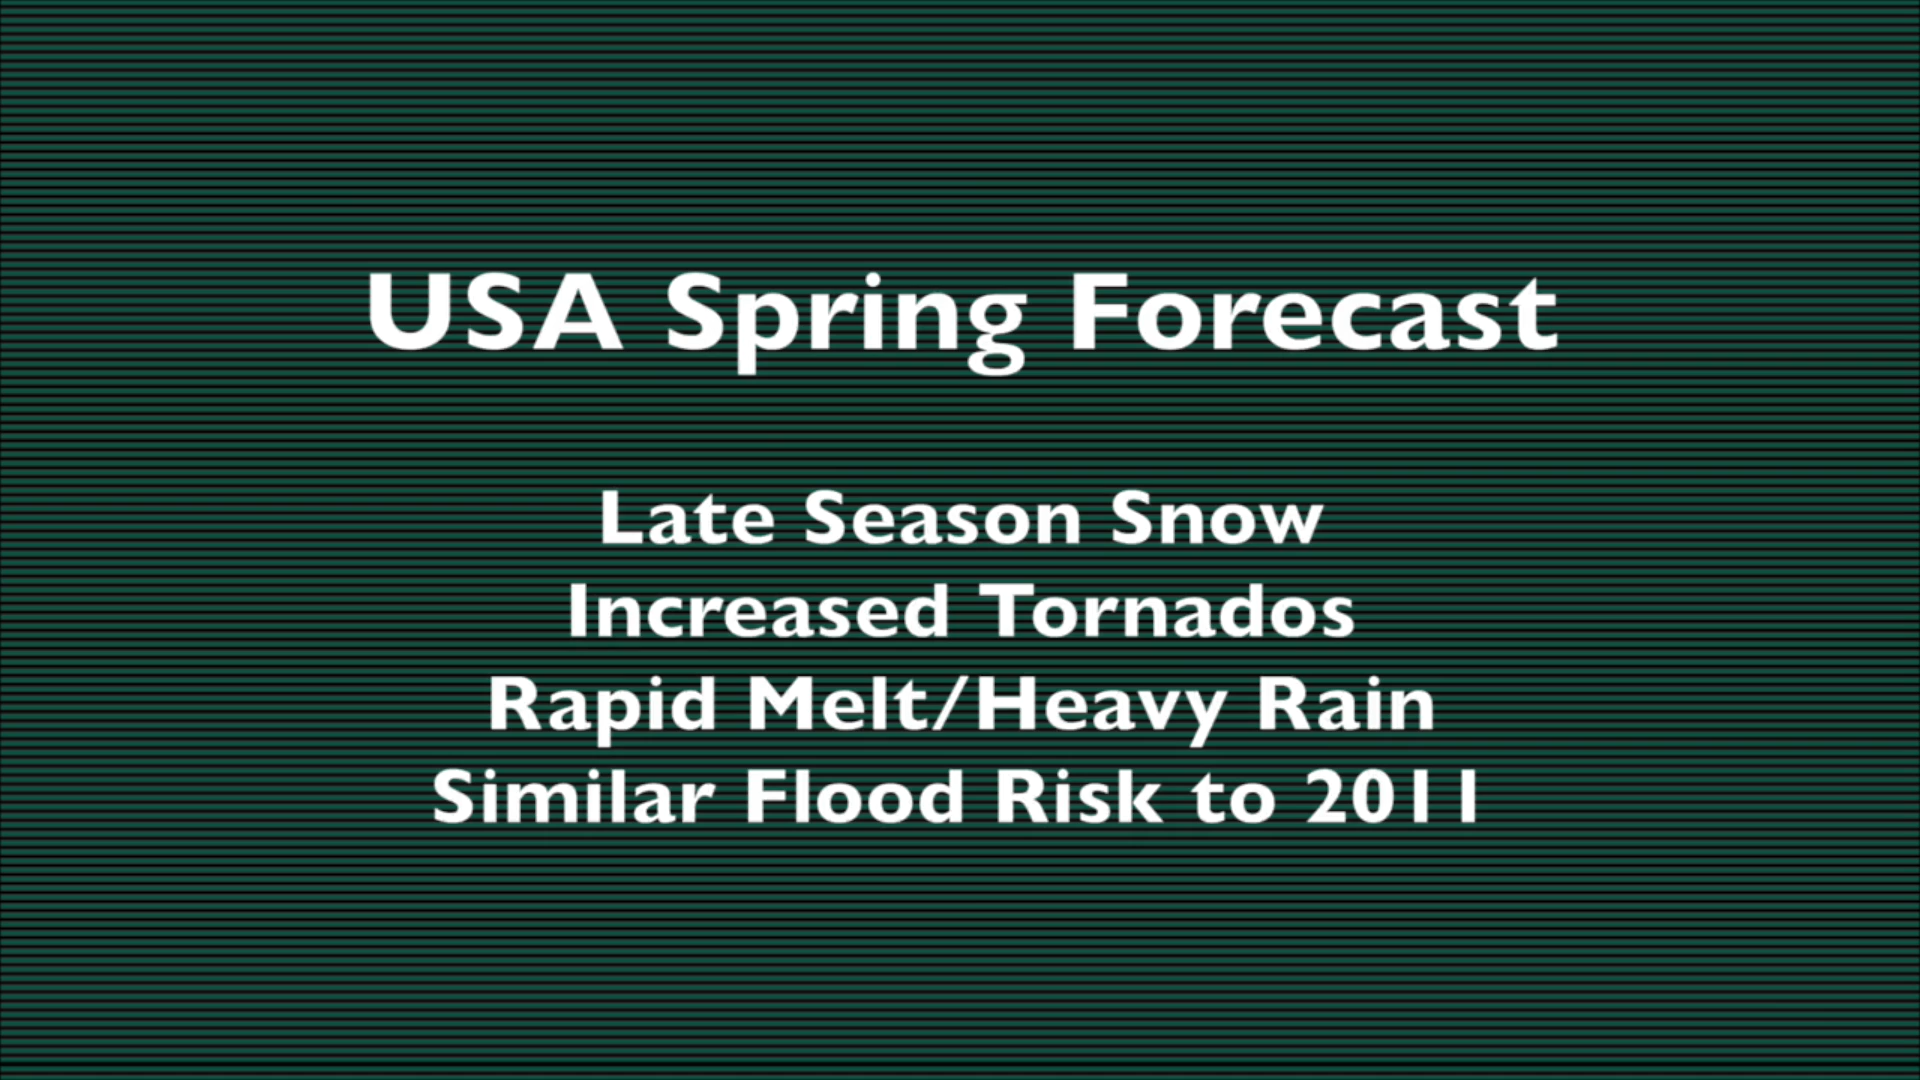 USA Spring Forecast
Late Season Snow
Increased Tornados
Rapid Melt/Heavy Rain
Similar Flood Risk to 2011